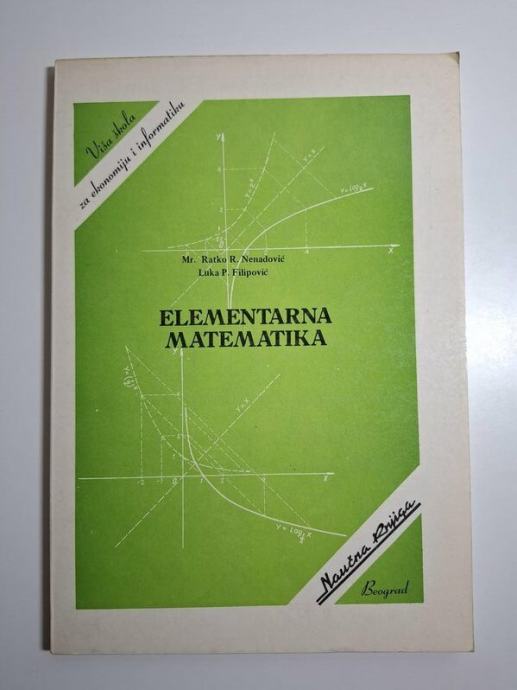 Viša škola
za ekonomiju i informatiku
Mr. Ratko R. Nenadović
Luka P. Filipović
ELEMENTARNA
MATEMATIKA
Naučna Knjiga
Beograd